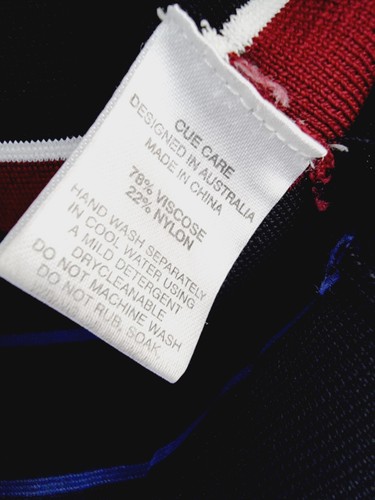 CUE CARE
DESIGNED IN AUSTRALIA
MADE IN CHINA
78% VISCOSE
22% NYLON
HAND WASH SEPARATELY
IN COOL WATER USING
A MILD DETERGENT
DRYCLEANABLE
DO NOT MACHINE WASH
DO NOT RUB, SOAK,